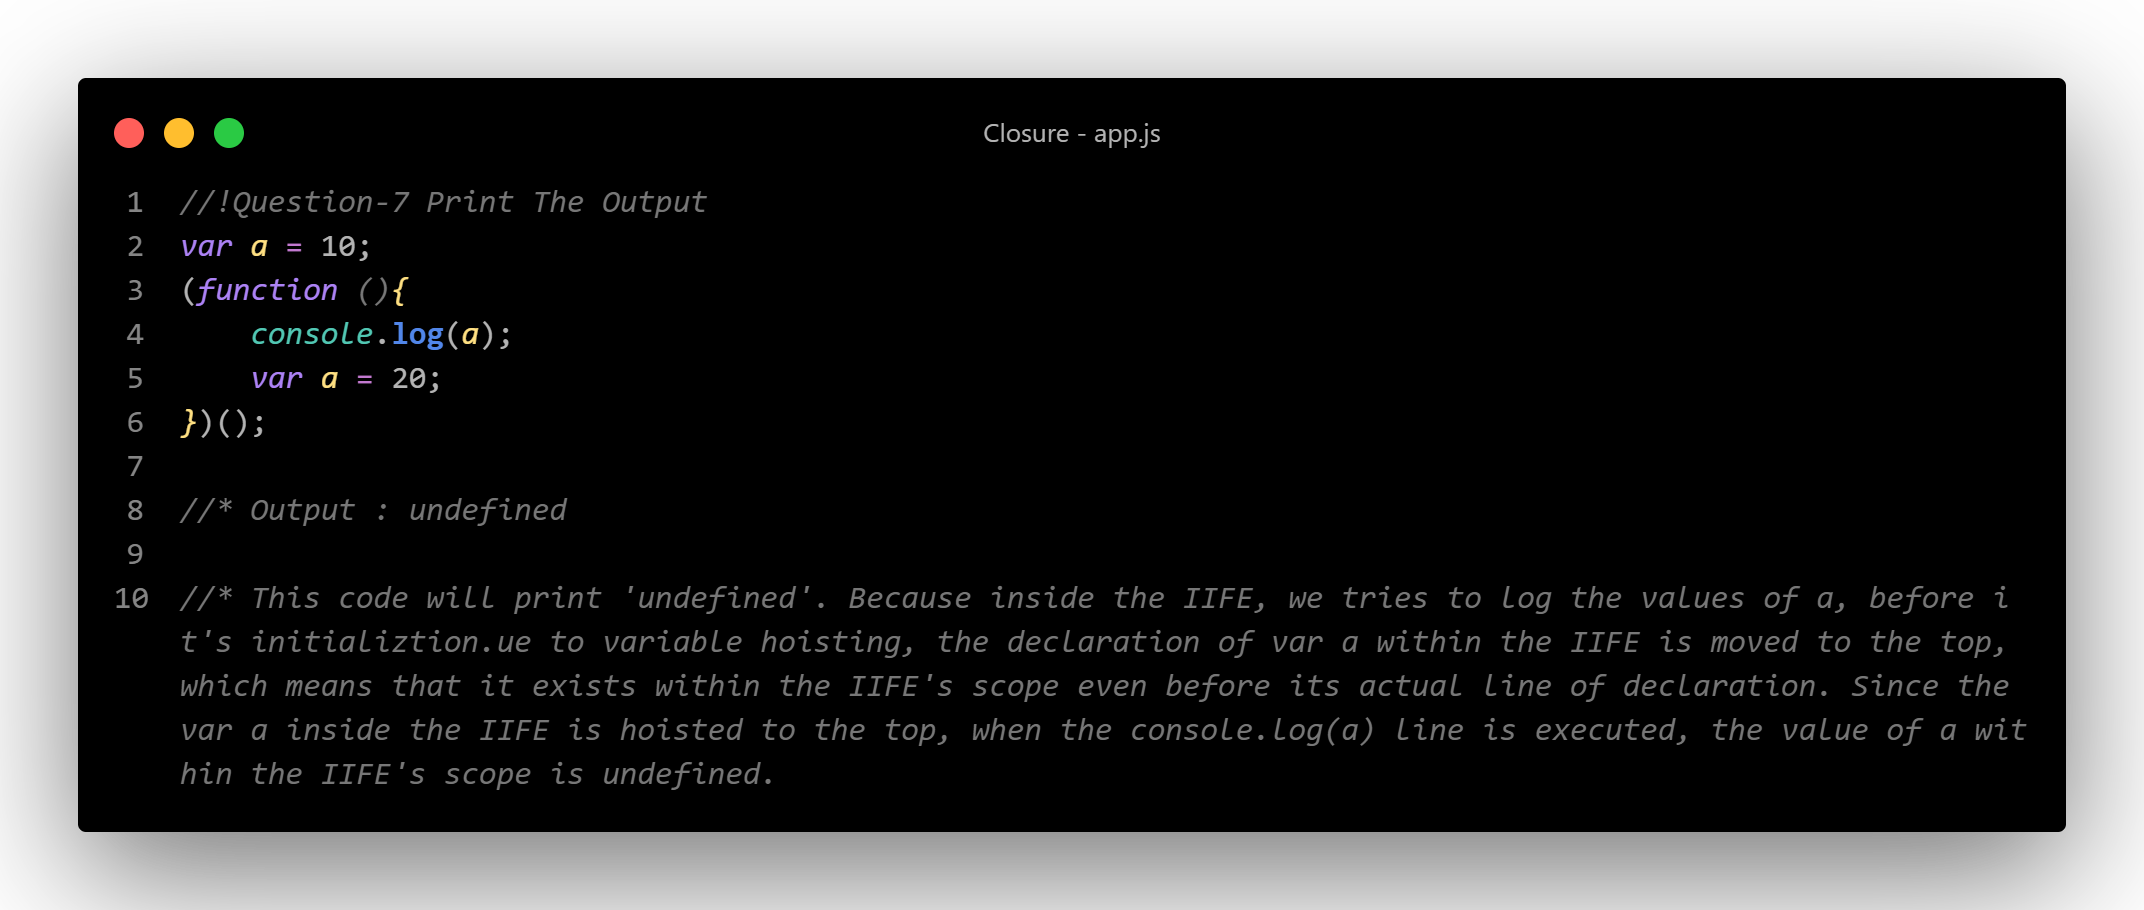 Closure - app.js
1 //!Question-7 Print The Output
2 var a = 10;
3 (function (){
4     console.log(a);
5     var a = 20;
6 })();
7
8 //* Output : undefined
9
10 //* This code will print 'undefined'. Because inside the IIFE, we tries to log the values of a, before i
t's initializtion.ue to variable hoisting, the declaration of var a within the IIFE is moved to the top,
which means that it exists within the IIFE's scope even before its actual line of declaration. Since the
var a inside the IIFE is hoisted to the top, when the console.log(a) line is executed, the value of a wit
hin the IIFE's scope is undefined.